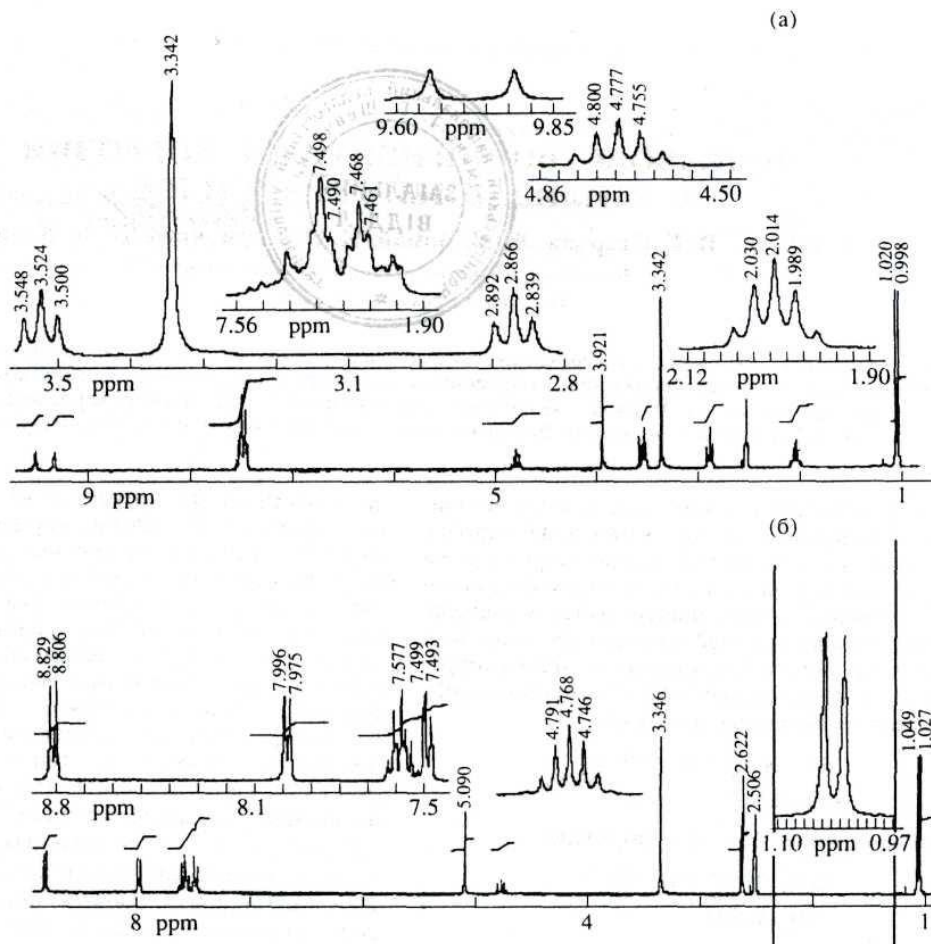 (а)
3.342
9.60 ppm 9.85
4.800 4.777 4.755
4.86 ppm 4.50
7.498 7.490 7.468 7.461
7.56 ppm 1.90
3.548 3.524 3.500
2.892 2.866 2.839
3.5 ppm 3.1 2.8
3.921
3.342
2.030 2.014 1.989
2.12 ppm 1.90
1.020 0.998
9 ppm 5 1
(б)
8.829 8.806
7.996 7.975
7.577 7.499 7.493
8.8 ppm 8.1 7.5
5.090
4.791 4.768 4.746
3.346
2.622
2.506
1.10 ppm 0.97
1.049 1.027
8 ppm 4 1